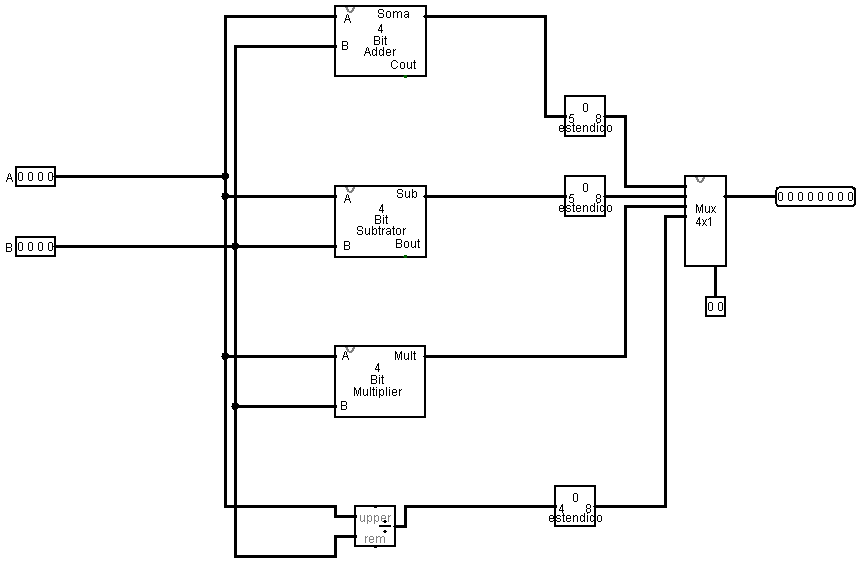 A Soma
4
Bit
Adder
B
Cout
0
5 8
estendido
A 0 0 0 0
A Sub
4
Bit
Subtrator
B Bout
0
5 8
estendido
Mux
4x1
0 0 0 0 0 0 0 0
B 0 0 0 0
0 0
A Mult
4
Bit
Multiplier
B
upper
÷
rem
0
4 8
estendido